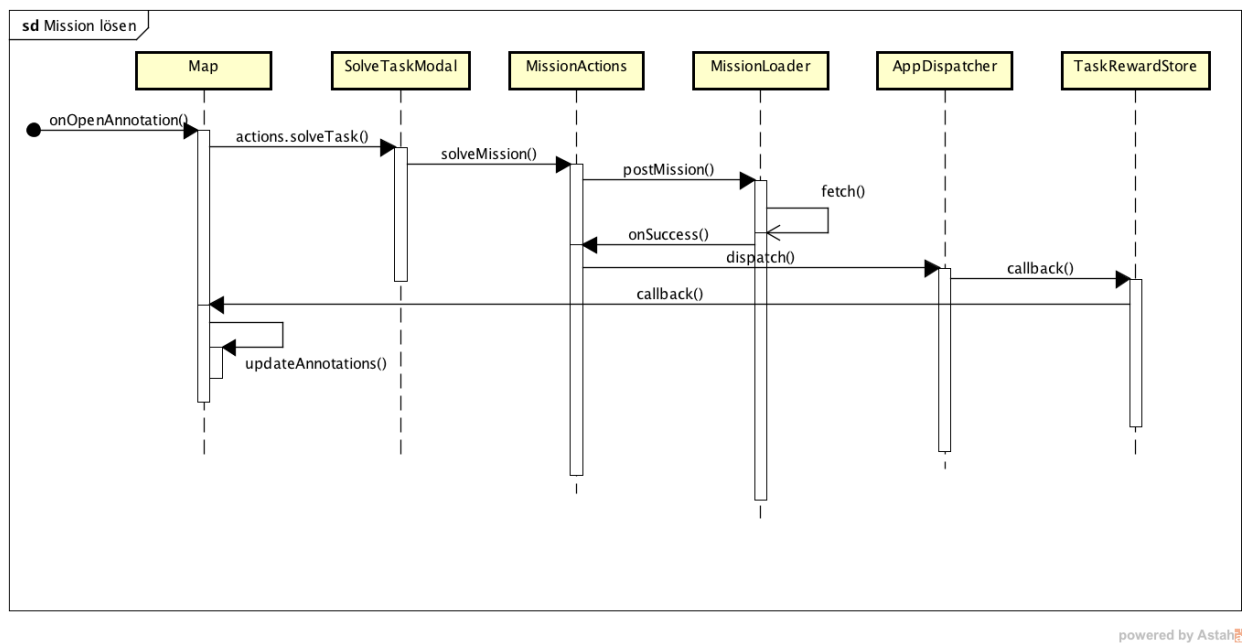 sd Mission lösen
Map
SolveTaskModal
MissionActions
MissionLoader
AppDispatcher
TaskRewardStore
onOpenAnnotation()
actions.solveTask()
solveMission()
postMission()
fetch()
onSuccess()
dispatch()
callback()
callback()
updateAnnotations()
powered by Astah